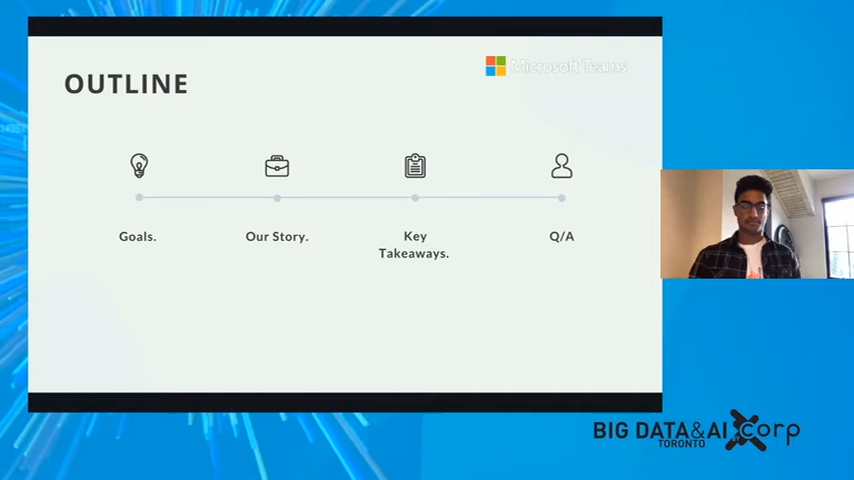 OUTLINE
Microsoft Teams
Goals.
Our Story.
Key
Takeaways.
Q/A
BIG DATA&AI
TORONTO
corp